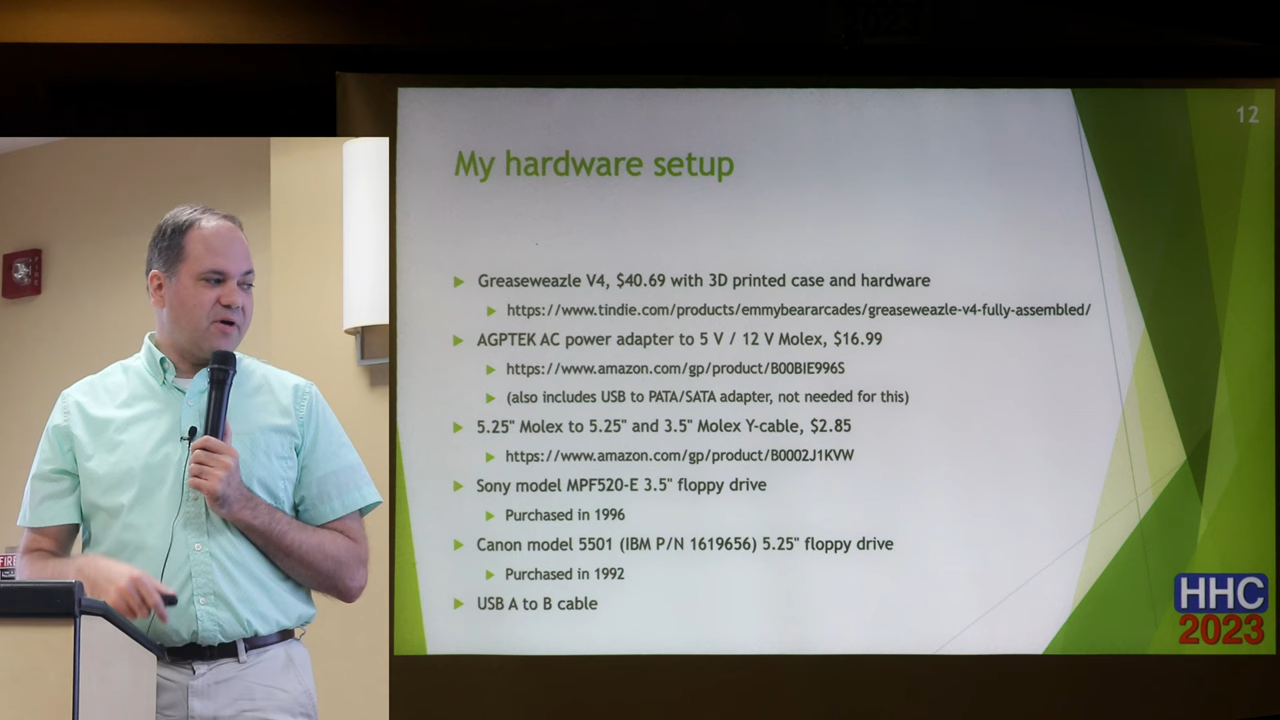 12
My hardware setup
Greaseweazle V4, $40.69 with 3D printed case and hardware
https://www.tindie.com/products/emmybeararcades/greaseweazle-v4-fully-assembled/
AGPTEK AC power adapter to 5 V / 12 V Molex, $16.99
https://www.amazon.com/gp/product/B00BIE996S
(also includes USB to PATA/SATA adapter, not needed for this)
5.25" Molex to 5.25" and 3.5" Molex Y-cable, $2.85
https://www.amazon.com/gp/product/B0002J1KVW
Sony model MPF520-E 3.5" floppy drive
Purchased in 1996
Canon model 5501 (IBM P/N 1619656) 5.25" floppy drive
Purchased in 1992
USB A to B cable
HHC
2023
FIRE
FIRE